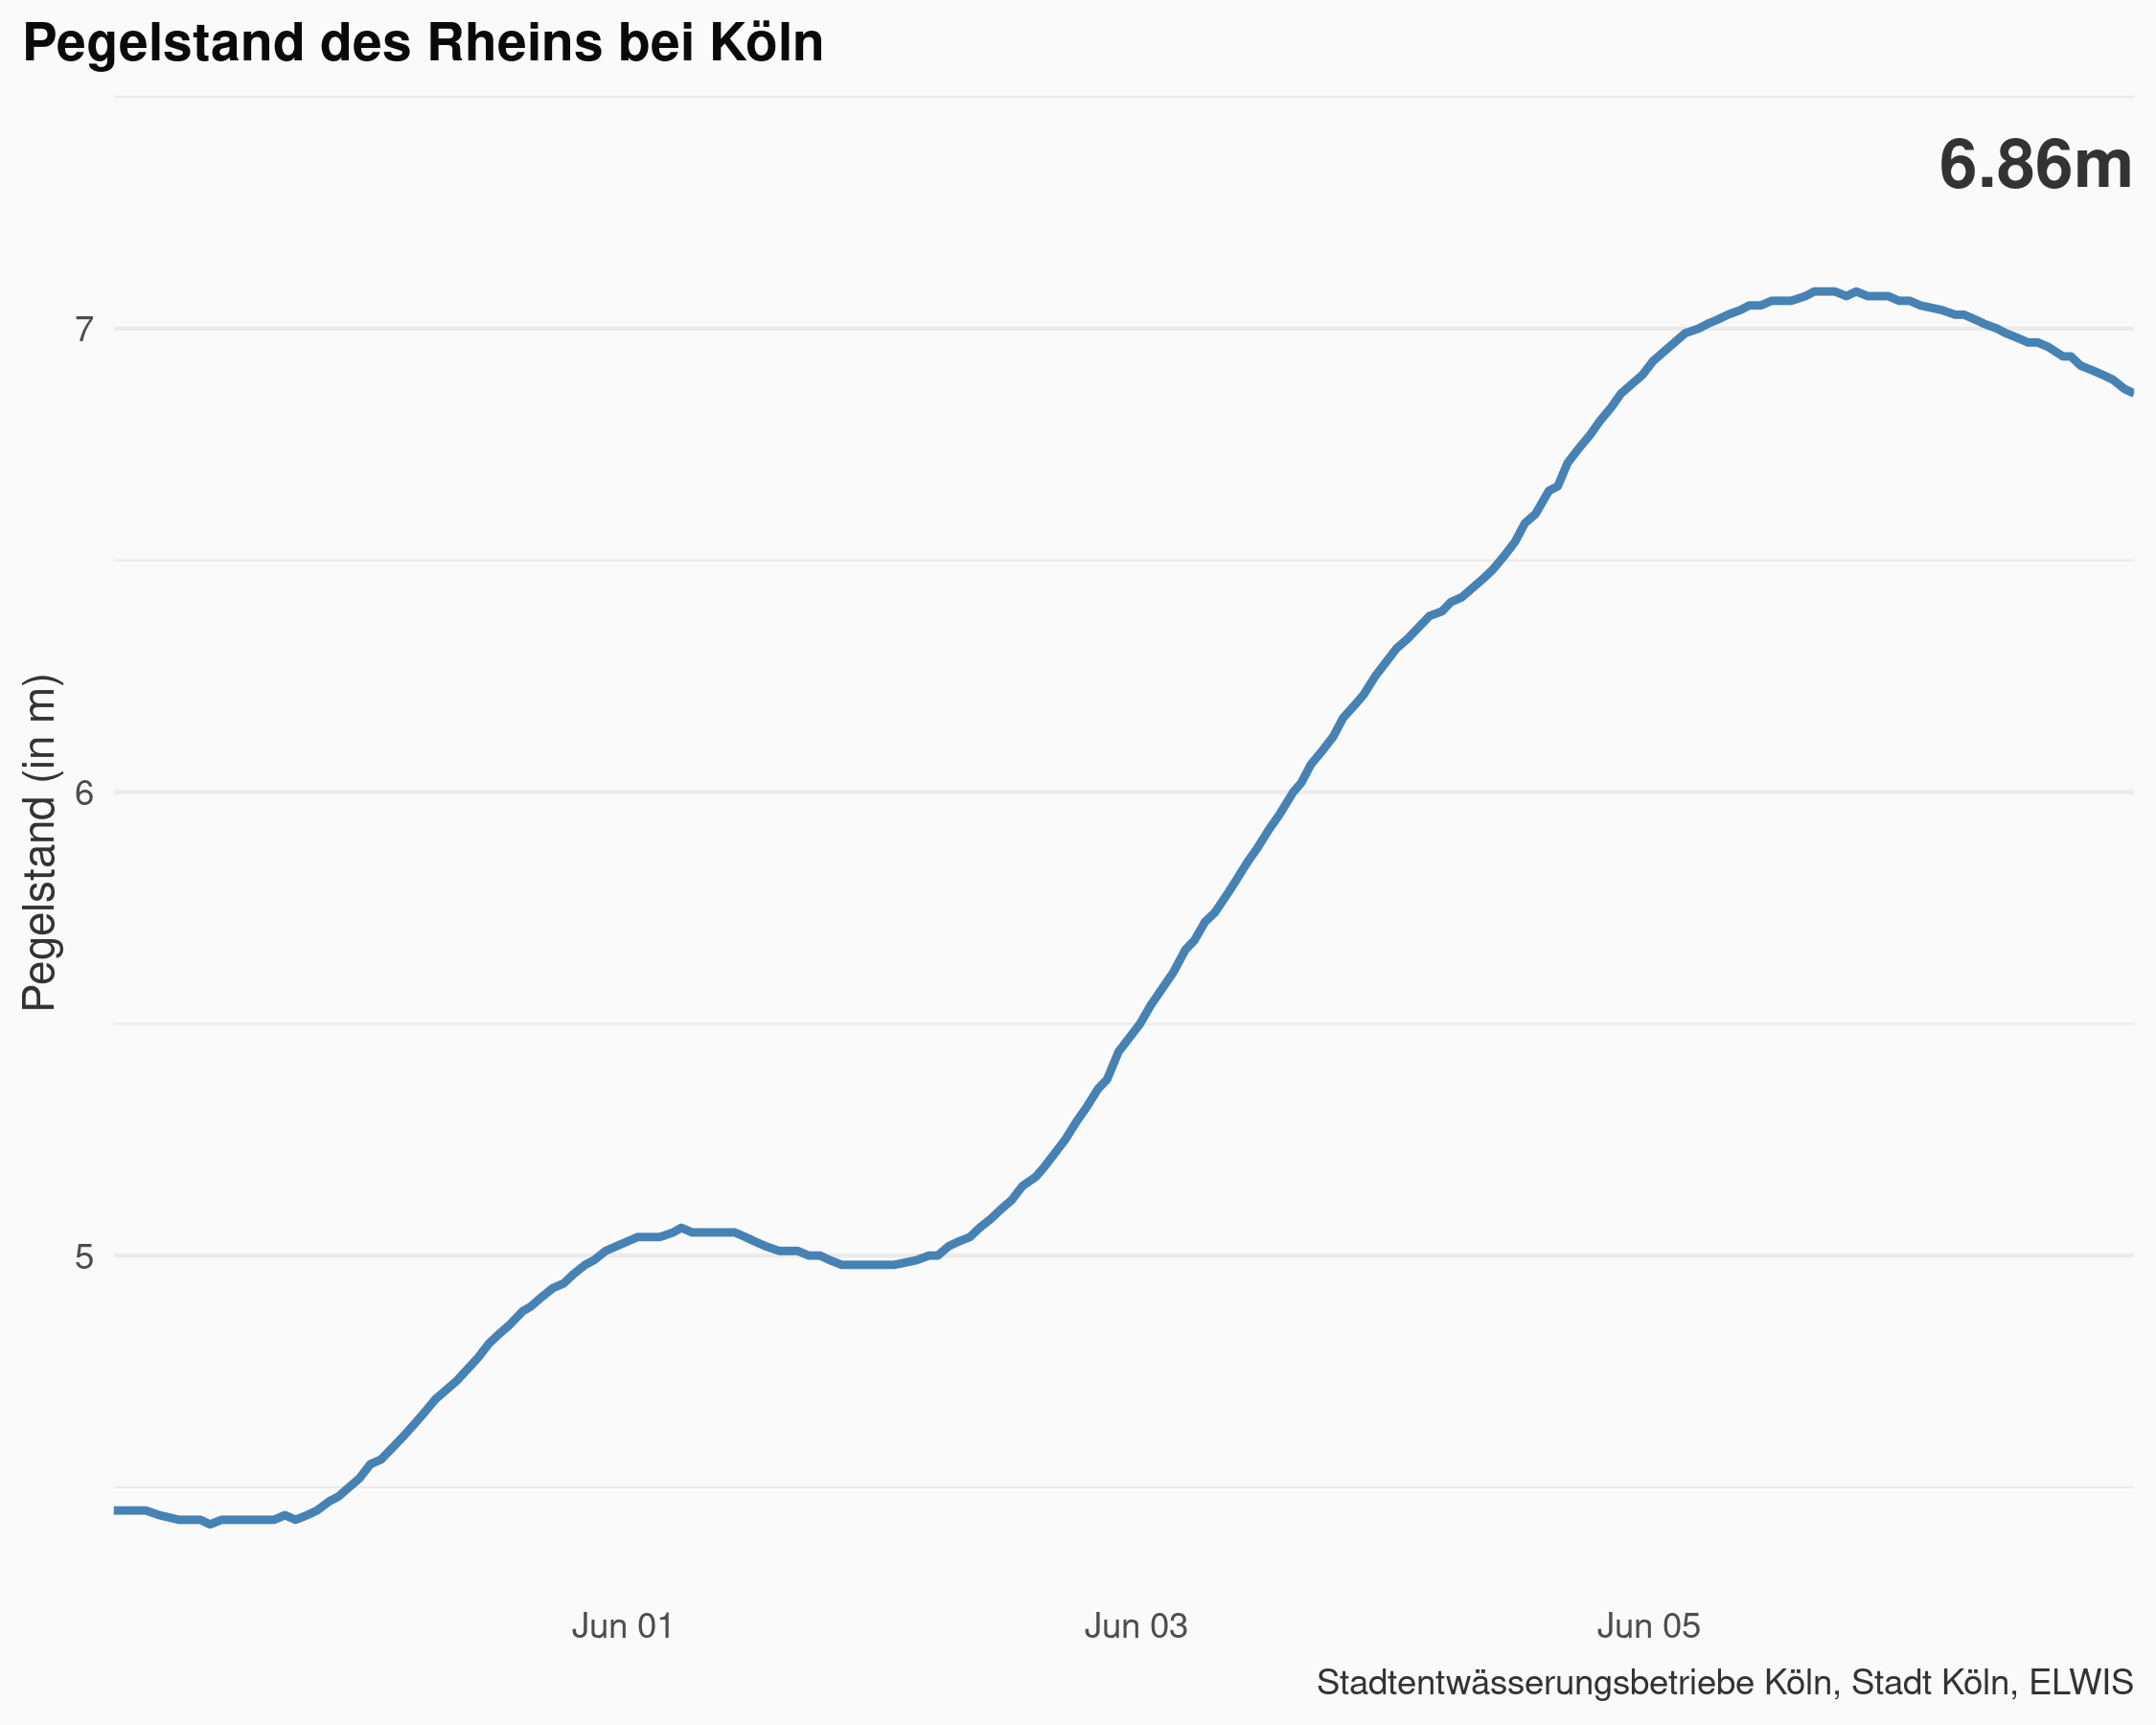 Pegelstand des Rheins bei Köln
6.86m
Pegelstand (in m)
7
6
5
Jun 01
Jun 03
Jun 05
Stadtentwässerungsbetriebe Köln, Stadt Köln, ELWIS